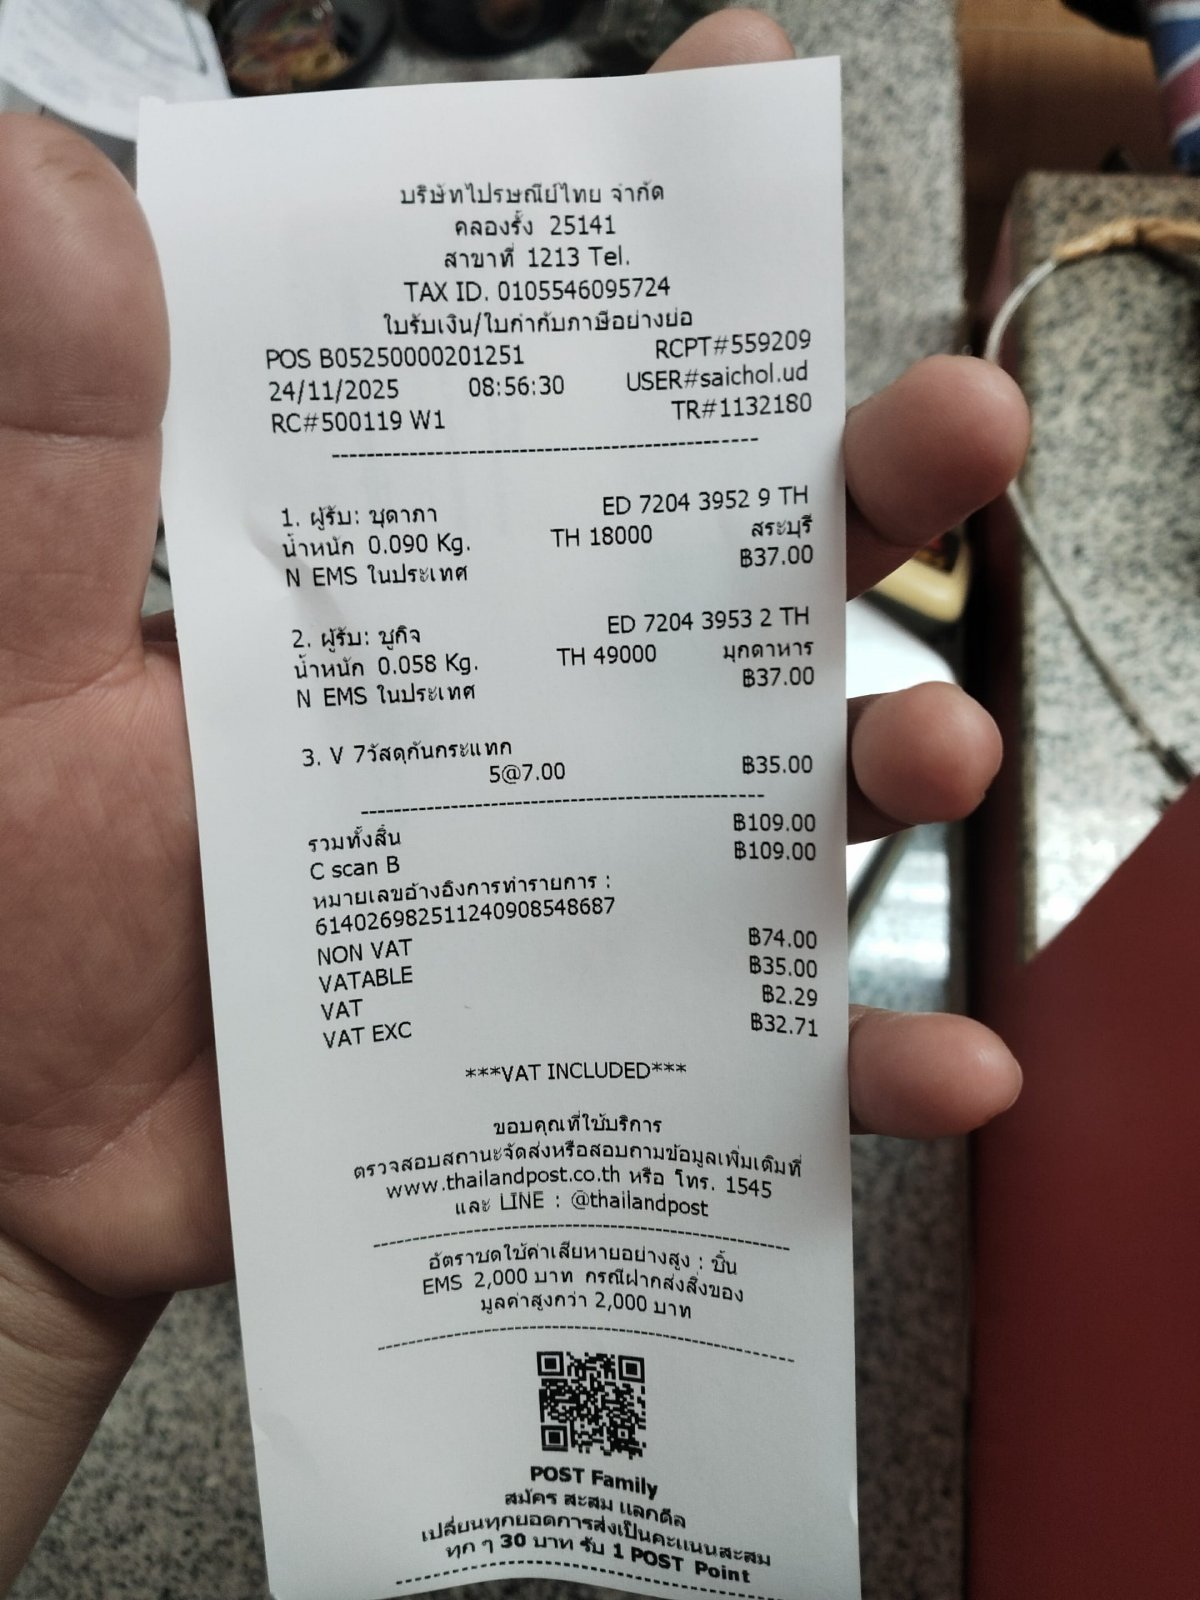 บริษัทไปรษณีย์ไทย จำกัด
คลองรั้ง 25141
สาขาที่ 1213 Tel.
TAX ID. 0105546095724
ใบรับเงิน/ใบกำกับภาษีอย่างย่อ
POS B05250000201251 RCPT#559209
24/11/2025 08:56:30 USER#saichol.ud
RC#500119 W1 TR#1132180
1. ผู้รับ: ชุดาภา ED 7204 3952 9 TH
น้ำหนัก 0.090 Kg. TH 18000 สระบุรี
N EMS ในประเทศ ฿37.00
2. ผู้รับ: ชูกิจ ED 7204 3953 2 TH
น้ำหนัก 0.058 Kg. TH 49000 มุกดาหาร
N EMS ในประเทศ ฿37.00
3. V 7วัสดุกันกระแทก
5@7.00 ฿35.00
รวมทั้งสิ้น ฿109.00
C scan B ฿109.00
หมายเลขอ้างอิงการทำรายการ :
614026982511240908548687
NON VAT ฿74.00
VATABLE ฿35.00
VAT ฿2.29
VAT EXC ฿32.71
***VAT INCLUDED***
ขอบคุณที่ใช้บริการ
ตรวจสอบสถานะจัดส่งหรือสอบถามข้อมูลเพิ่มเติมที่
www.thailandpost.co.th หรือ โทร. 1545
และ LINE : @thailandpost
อัตราชดใช้ค่าเสียหายอย่างสูง : ชิ้น
EMS 2,000 บาท กรณีฝากส่งสิ่งของ
มูลค่าสูงกว่า 2,000 บาท
POST Family
สมัคร สะสม แลกดีล
เปลี่ยนทุกยอดการส่งเป็นคะแนนสะสม
ทุก ๆ 30 บาท รับ 1 POST Point